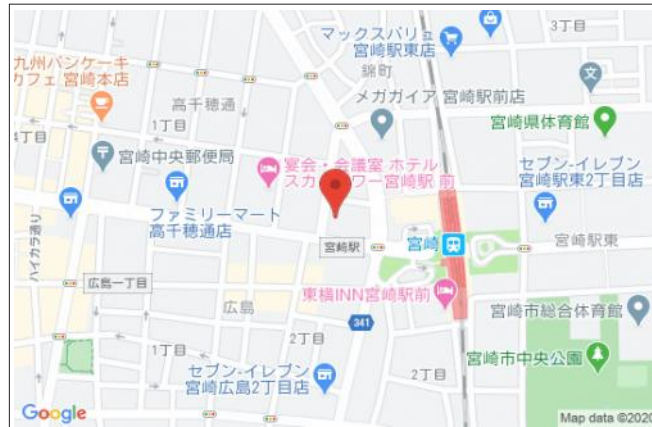 マックスバリュ
宮崎駅東店
3丁目
九州パンケーキ
カフェ 宮崎本店
錦町
文
高千穂通
メガガイア 宮崎駅前店
1丁目
宮崎県体育館
4丁目
宮崎中央郵便局
宴会・会議室 ホテル
スカイタワー宮崎駅 前
セブン-イレブン
宮崎駅東2丁目店
ファミリーマート
高千穂通店
ハイカラ通り
宮崎駅
宮崎
宮崎駅東
広島一丁目
広島
東横INN宮崎駅前
宮崎市総合体育館
341
2丁目
1丁目
宮崎市中央公園
セブン-イレブン
宮崎広島2丁目店
2丁目
Google
Map data ©2020